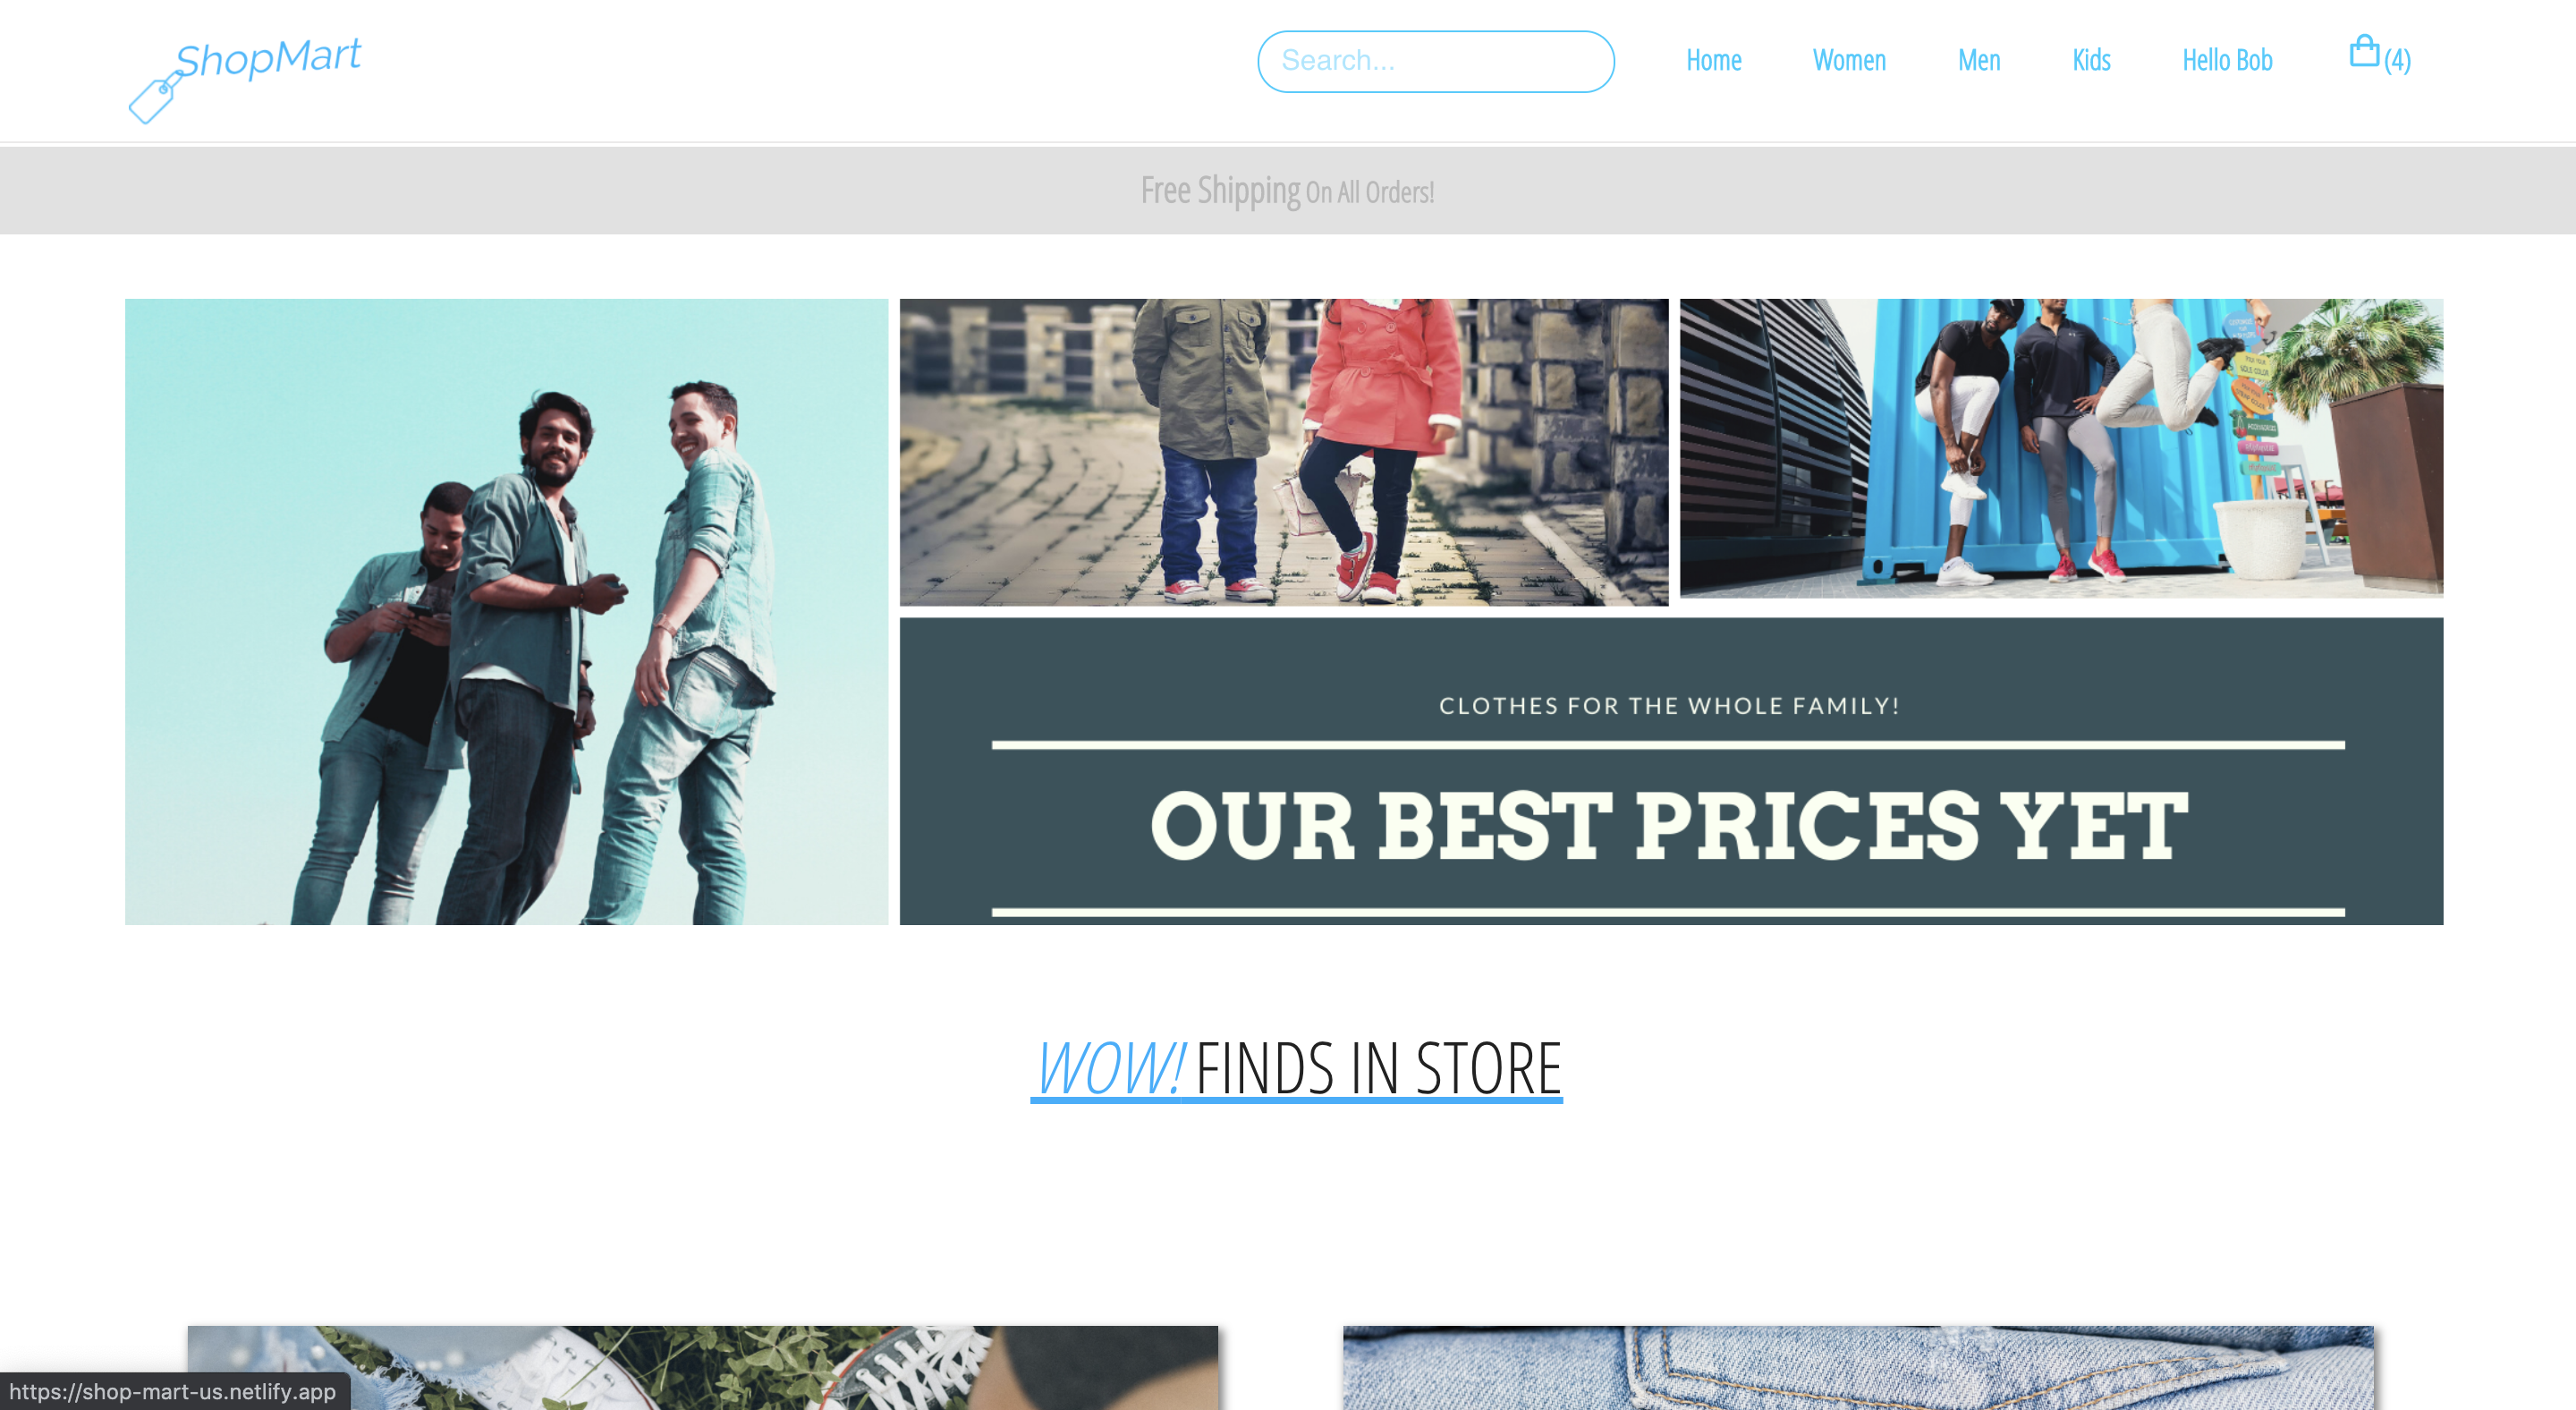 ShopMart
Search... Home Women Men Kids Hello Bob (4)
Free Shipping On All Orders!
CLOTHES FOR THE WHOLE FAMILY!
OUR BEST PRICES YET
WOW! FINDS IN STORE
https://shop-mart-us.netlify.app